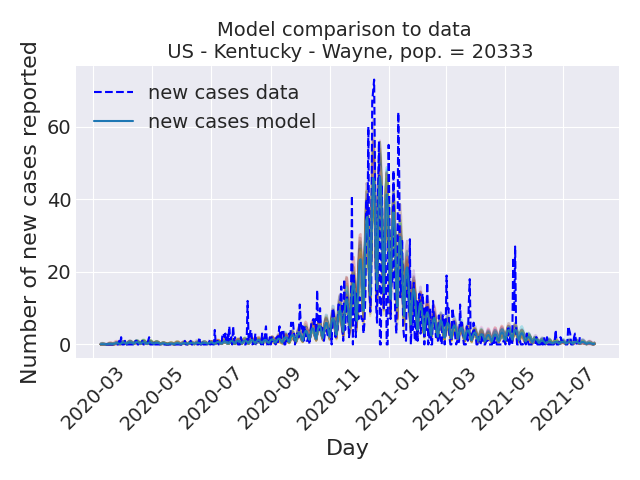 Model comparison to data
US - Kentucky - Wayne, pop. = 20333
new cases data
new cases model
Number of new cases reported
60
40
20
0
2020-03
2020-05
2020-07
2020-09
2020-11
2021-01
2021-03
2021-05
2021-07
Day